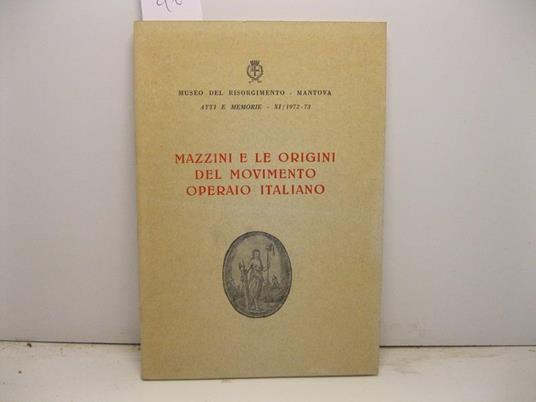 MUSEO DEL RISORGIMENTO - MANTOVA
ATTI E MEMORIE - XI/1972-73
MAZZINI E LE ORIGINI
DEL MOVIMENTO
OPERAIO ITALIANO